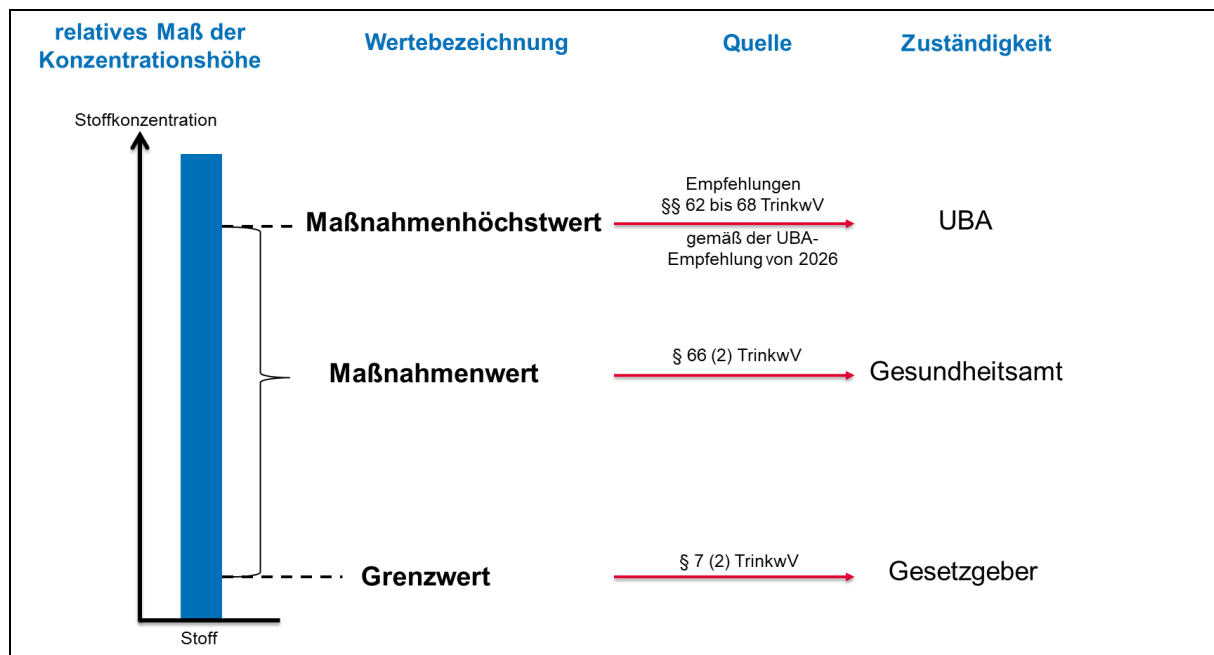 relatives Maß der
Konzentrationshöhe
Wertebezeichnung
Quelle
Zuständigkeit
Stoffkonzentration
Maßnahmenhöchstwert
Empfehlungen
§§ 62 bis 68 TrinkwV
gemäß der UBA-
Empfehlung von 2026
UBA
Maßnahmenwert
§ 66 (2) TrinkwV
Gesundheitsamt
Grenzwert
§ 7 (2) TrinkwV
Gesetzgeber
Stoff